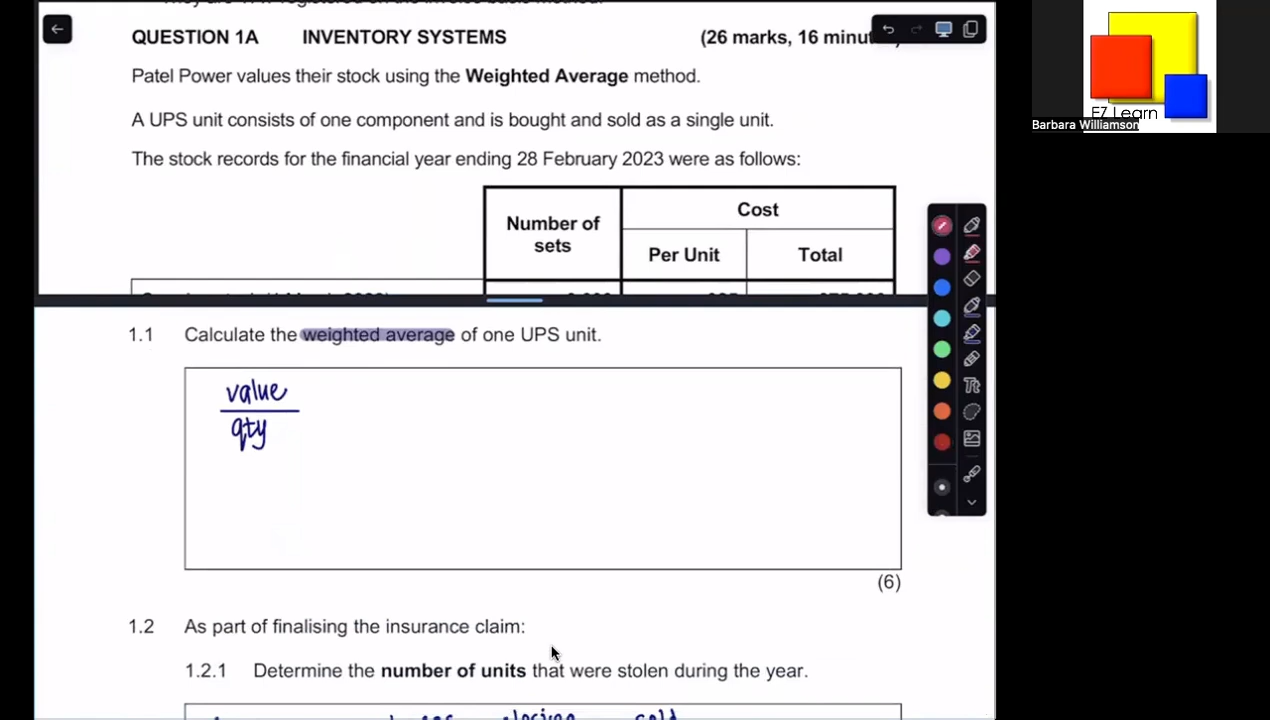 QUESTION 1A INVENTORY SYSTEMS (26 marks, 16 minut
Patel Power values their stock using the Weighted Average method.
A UPS unit consists of one component and is bought and sold as a single unit.
The stock records for the financial year ending 28 February 2023 were as follows:
Number of sets
Cost
Per Unit Total
1.1 Calculate the weighted average of one UPS unit.
value
qty
(6)
1.2 As part of finalising the insurance claim:
1.2.1 Determine the number of units that were stolen during the year.
closing sold
EZ Learn
Barbara Williamson
Tt